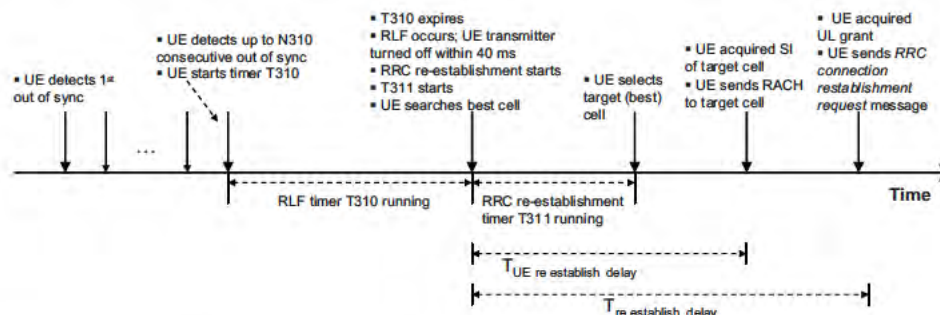 ▪ UE detects 1st
out of sync
▪ UE detects up to N310
consecutive out of sync
▪ UE starts timer T310
▪ T310 expires
▪ RLF occurs; UE transmitter
turned off within 40 ms
▪ RRC re-establishment starts
▪ T311 starts
▪ UE searches best cell
▪ UE selects
target (best)
cell
▪ UE acquired SI
of target cell
▪ UE sends RACH
to target cell
▪ UE acquired
UL grant
▪ UE sends RRC
connection
restablishment
request message
...
Time
RLF timer T310 running
RRC re-establishment
timer T311 running
T UE re establish delay
T re establish delay